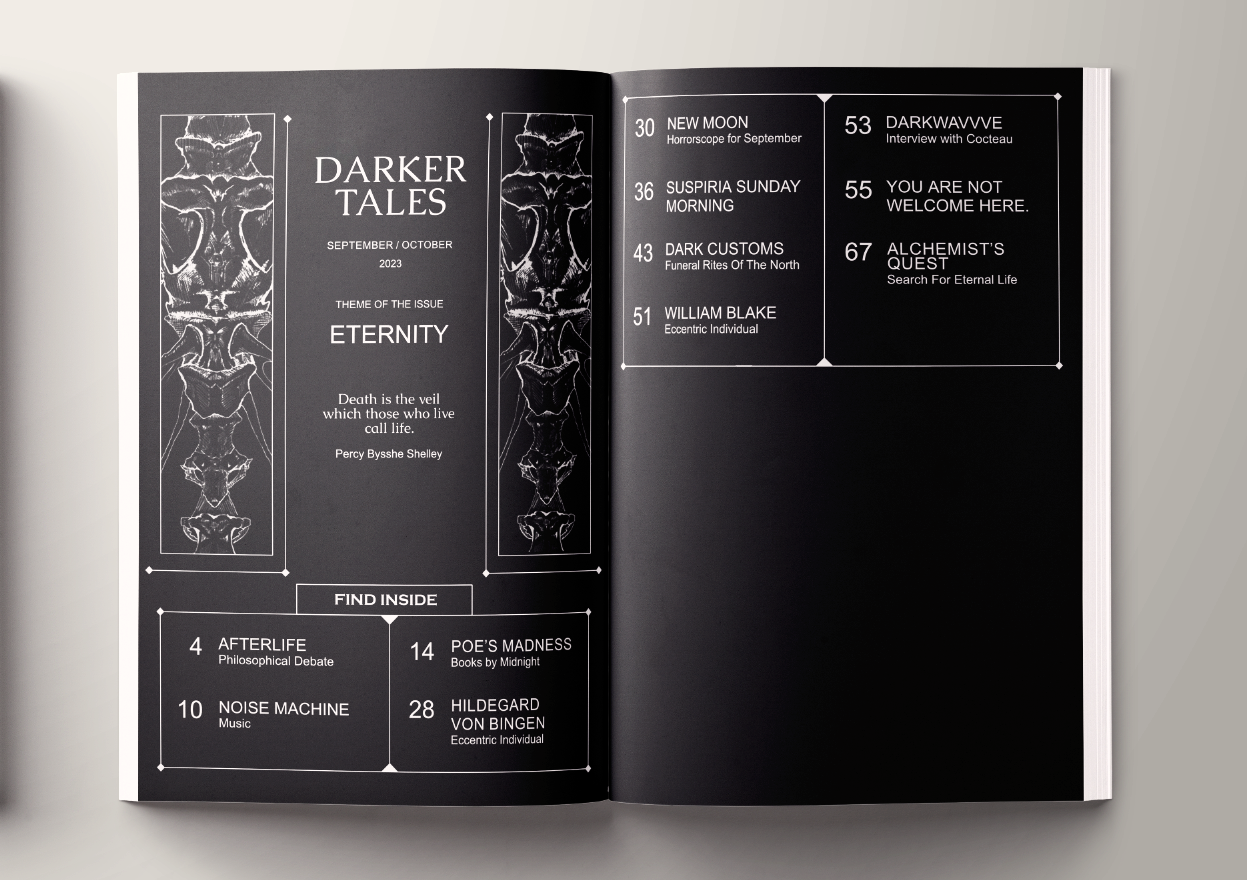 DARKER
TALES
SEPTEMBER / OCTOBER
2023
THEME OF THE ISSUE
ETERNITY
Death is the veil
which those who live
call life.
Percy Bysshe Shelley
FIND INSIDE
4 AFTERLIFE
Philosophical Debate
10 NOISE MACHINE
Music
14 POE'S MADNESS
Books by Midnight
28 HILDEGARD
VON BINGEN
Eccentric Individual
30 NEW MOON
Horrorscope for September
36 SUSPIRIA SUNDAY
MORNING
43 DARK CUSTOMS
Funeral Rites Of The North
51 WILLIAM BLAKE
Eccentric Individual
53 DARKWAVVVE
Interview with Cocteau
55 YOU ARE NOT
WELCOME HERE.
67 ALCHEMIST'S
QUEST
Search For Eternal Life